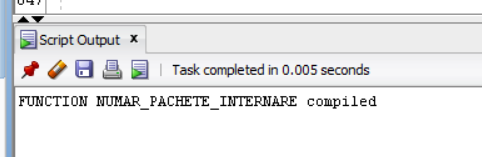 Script Output x
Task completed in 0.005 seconds
FUNCTION NUMAR_PACHETE_INTERNARE compiled